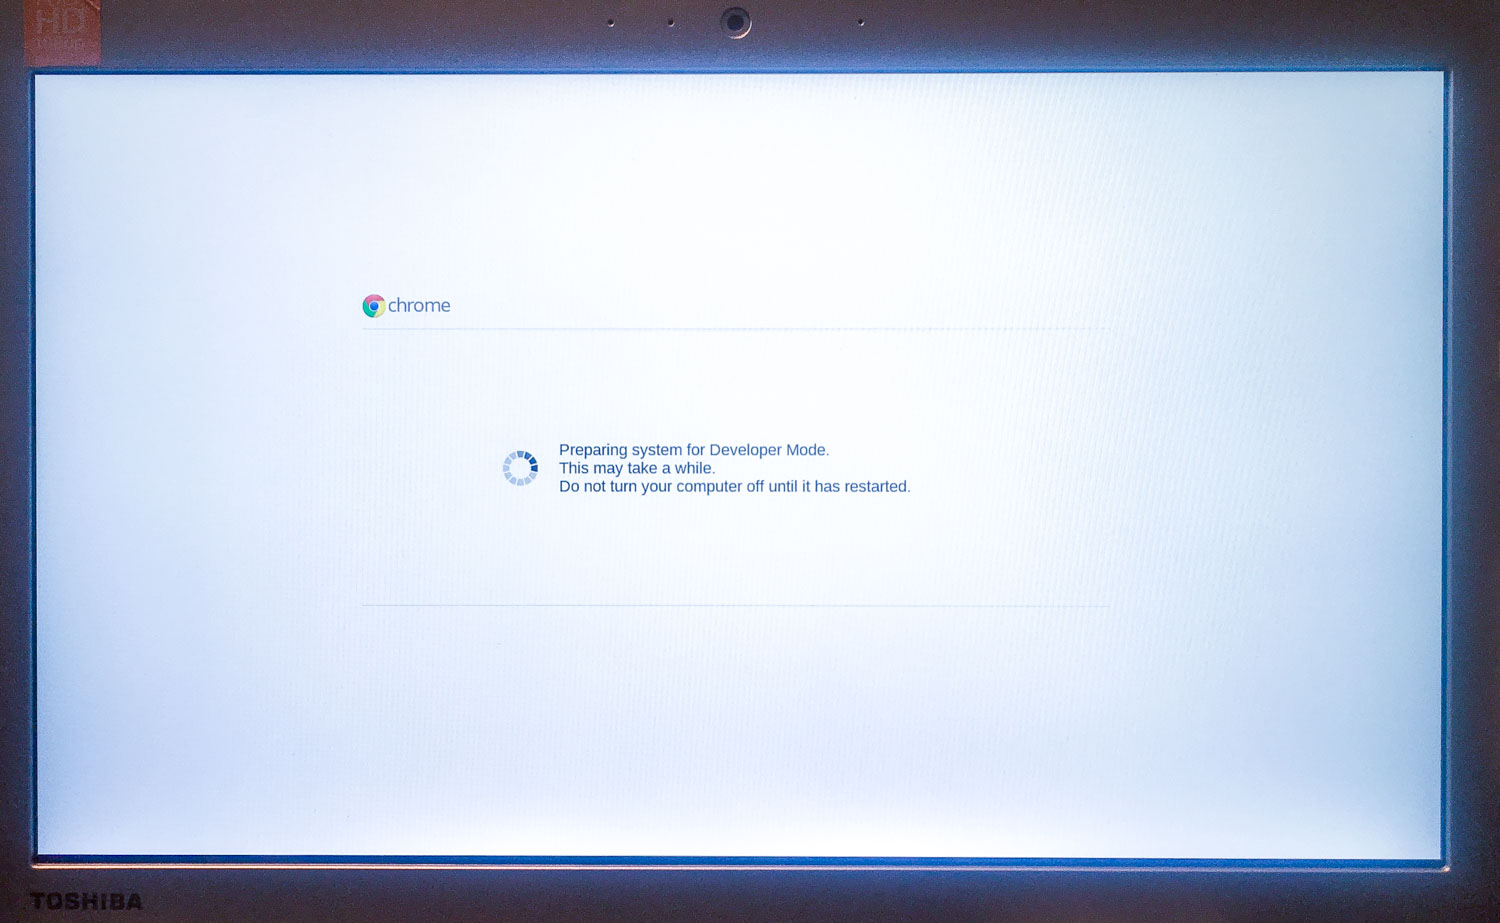 HD
chrome
Preparing system for Developer Mode.
This may take a while.
Do not turn your computer off until it has restarted.
TOSHIBA